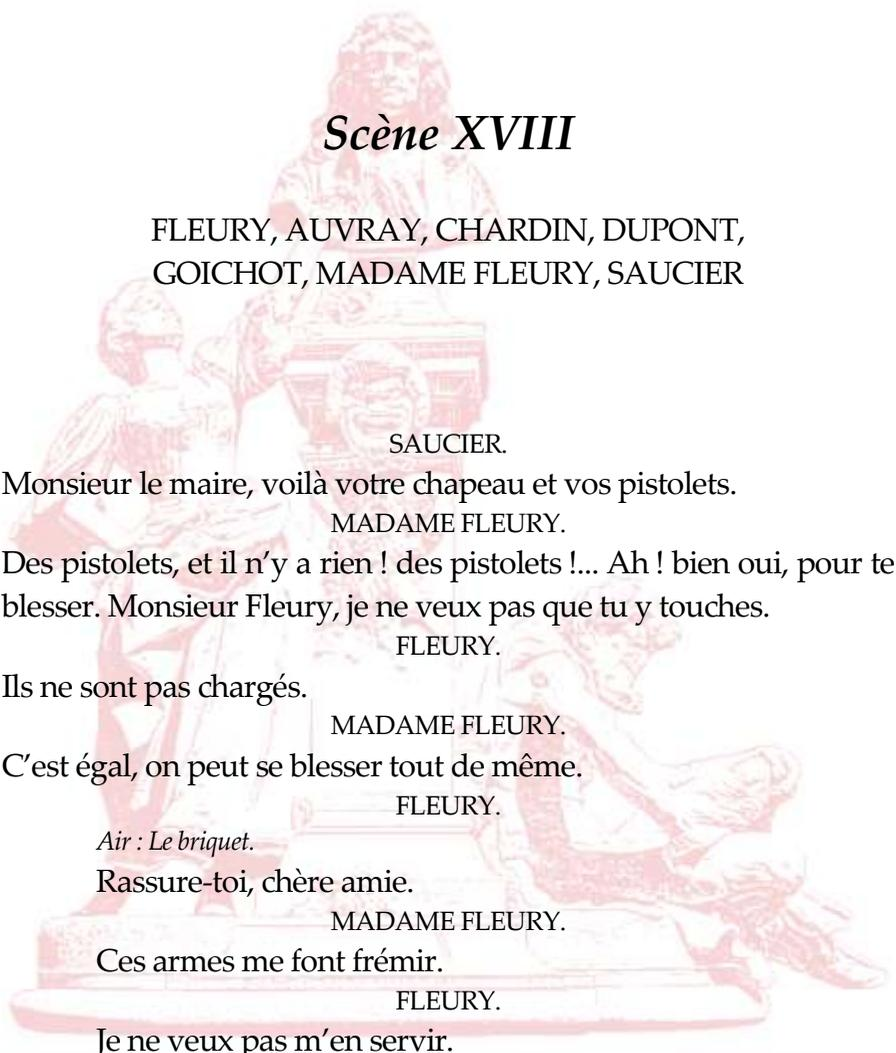 Scène XVIII
FLEURY, AUVRAY, CHARDIN, DUPONT,
GOICHOT, MADAME FLEURY, SAUCIER
SAUCIER.
Monsieur le maire, voilà votre chapeau et vos pistolets.
MADAME FLEURY.
Des pistolets, et il n’y a rien ! des pistolets !... Ah ! bien oui, pour te
blesser. Monsieur Fleury, je ne veux pas que tu y touches.
FLEURY.
Ils ne sont pas chargés.
MADAME FLEURY.
C’est égal, on peut se blesser tout de même.
FLEURY.
Air : Le briquet.
Rassure-toi, chère amie.
MADAME FLEURY.
Ces armes me font frémir.
FLEURY.
Je ne veux pas m’en servir.